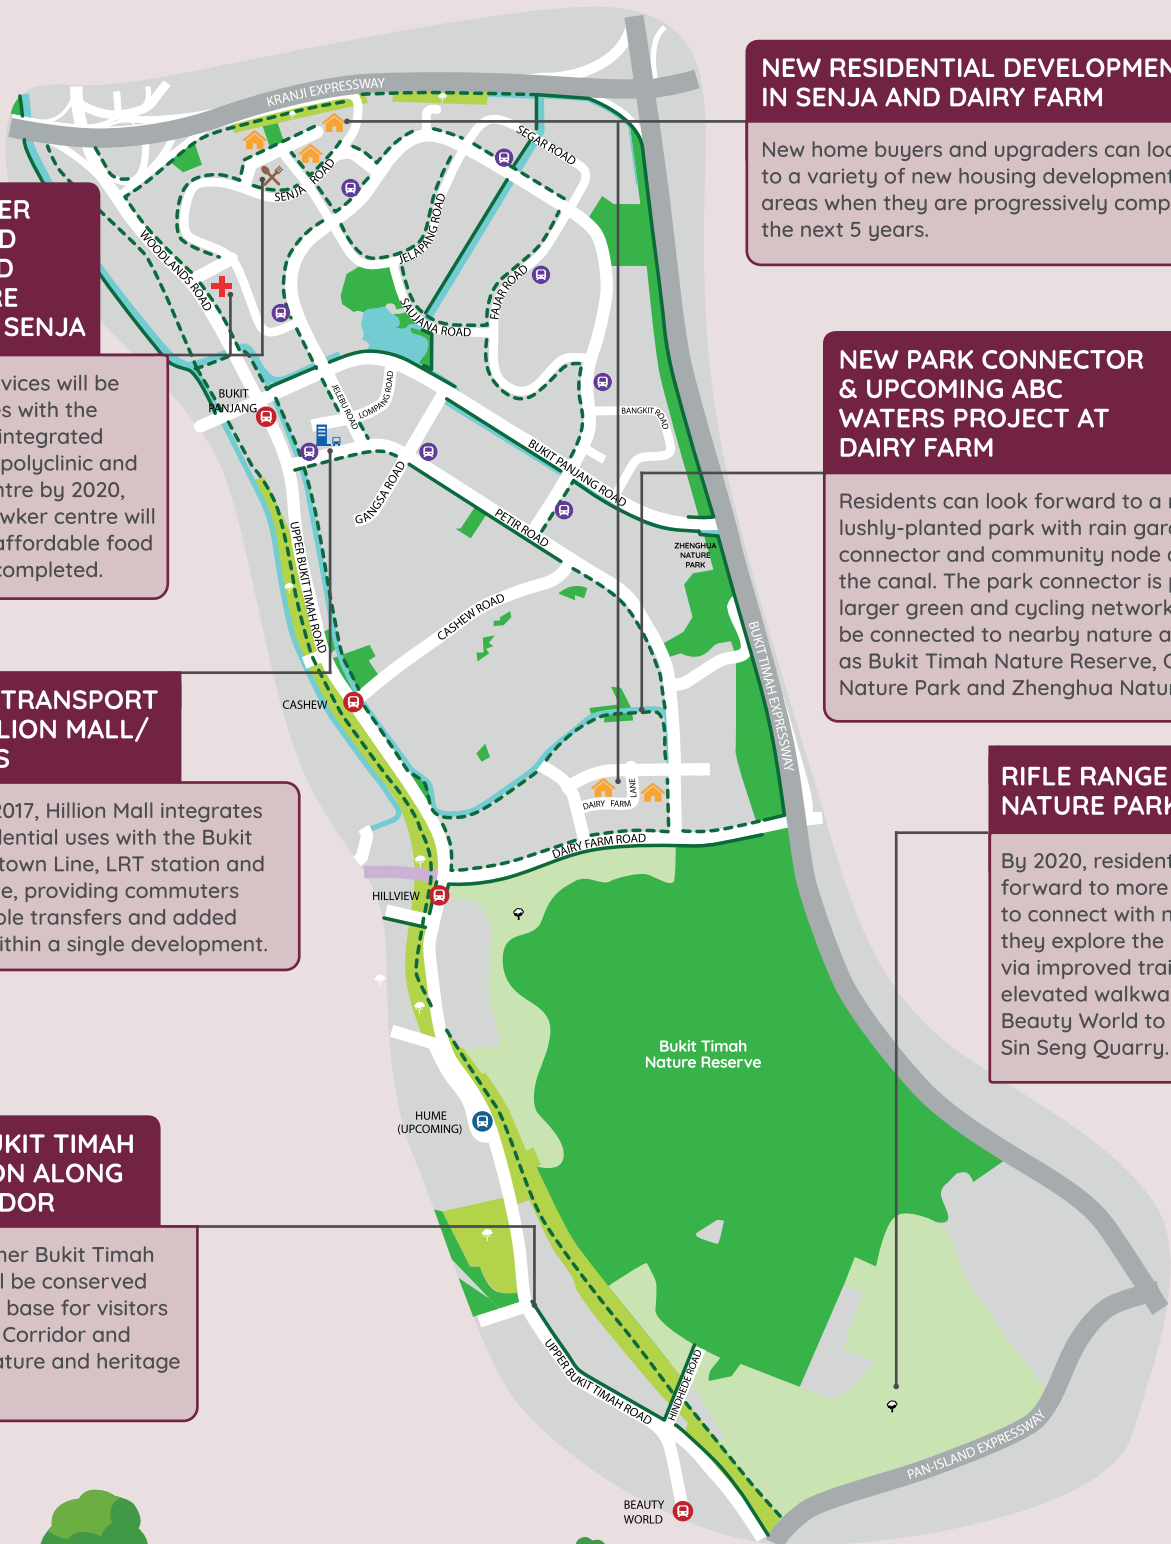 NEW RESIDENTIAL DEVELOPMEN
IN SENJA AND DAIRY FARM
New home buyers and upgraders can loo
to a variety of new housing development
areas when they are progressively comp
the next 5 years.
KRANJI EXPRESSWAY
SEGAR ROAD
SENJA ROAD
JELAPANG ROAD
WOODLANDS ROAD
FAJAR ROAD
SAUJANA ROAD
ER
D
D
RE
SENJA
vices will be
es with the
integrated
polyclinic and
ntre by 2020,
wker centre will
affordable food
completed.
BUKIT
PANJANG
JELEBU ROAD
LOMPANG ROAD
BANGKIT ROAD
BUKIT PANJANG ROAD
GANGSA ROAD
PETIR ROAD
UPPER BUKIT TIMAH ROAD
CASHEW ROAD
ZHENGHUA
NATURE
PARK
BUKIT TIMAH EXPRESSWAY
NEW PARK CONNECTOR
& UPCOMING ABC
WATERS PROJECT AT
DAIRY FARM
Residents can look forward to a
lushly-planted park with rain gar
connector and community node
the canal. The park connector is
larger green and cycling network
be connected to nearby nature a
as Bukit Timah Nature Reserve,
Nature Park and Zhenghua Natu
CASHEW
TRANSPORT
LION MALL/
S
2017, Hillion Mall integrates
dential uses with the Bukit
town Line, LRT station and
e, providing commuters
ble transfers and added
ithin a single development.
DAIRY FARM
LANE
DAIRY FARM ROAD
HILLVIEW
RIFLE RANGE
NATURE PARK
By 2020, resident
forward to more
to connect with n
they explore the
via improved trai
elevated walkwa
Beauty World to
Sin Seng Quarry.
Bukit Timah
Nature Reserve
HUME
(UPCOMING)
UKIT TIMAH
ON ALONG
DOR
ner Bukit Timah
l be conserved
base for visitors
Corridor and
ature and heritage
UPPER BUKIT TIMAH ROAD
HINDHEDE ROAD
PAN-ISLAND EXPRESSWAY
BEAUTY
WORLD